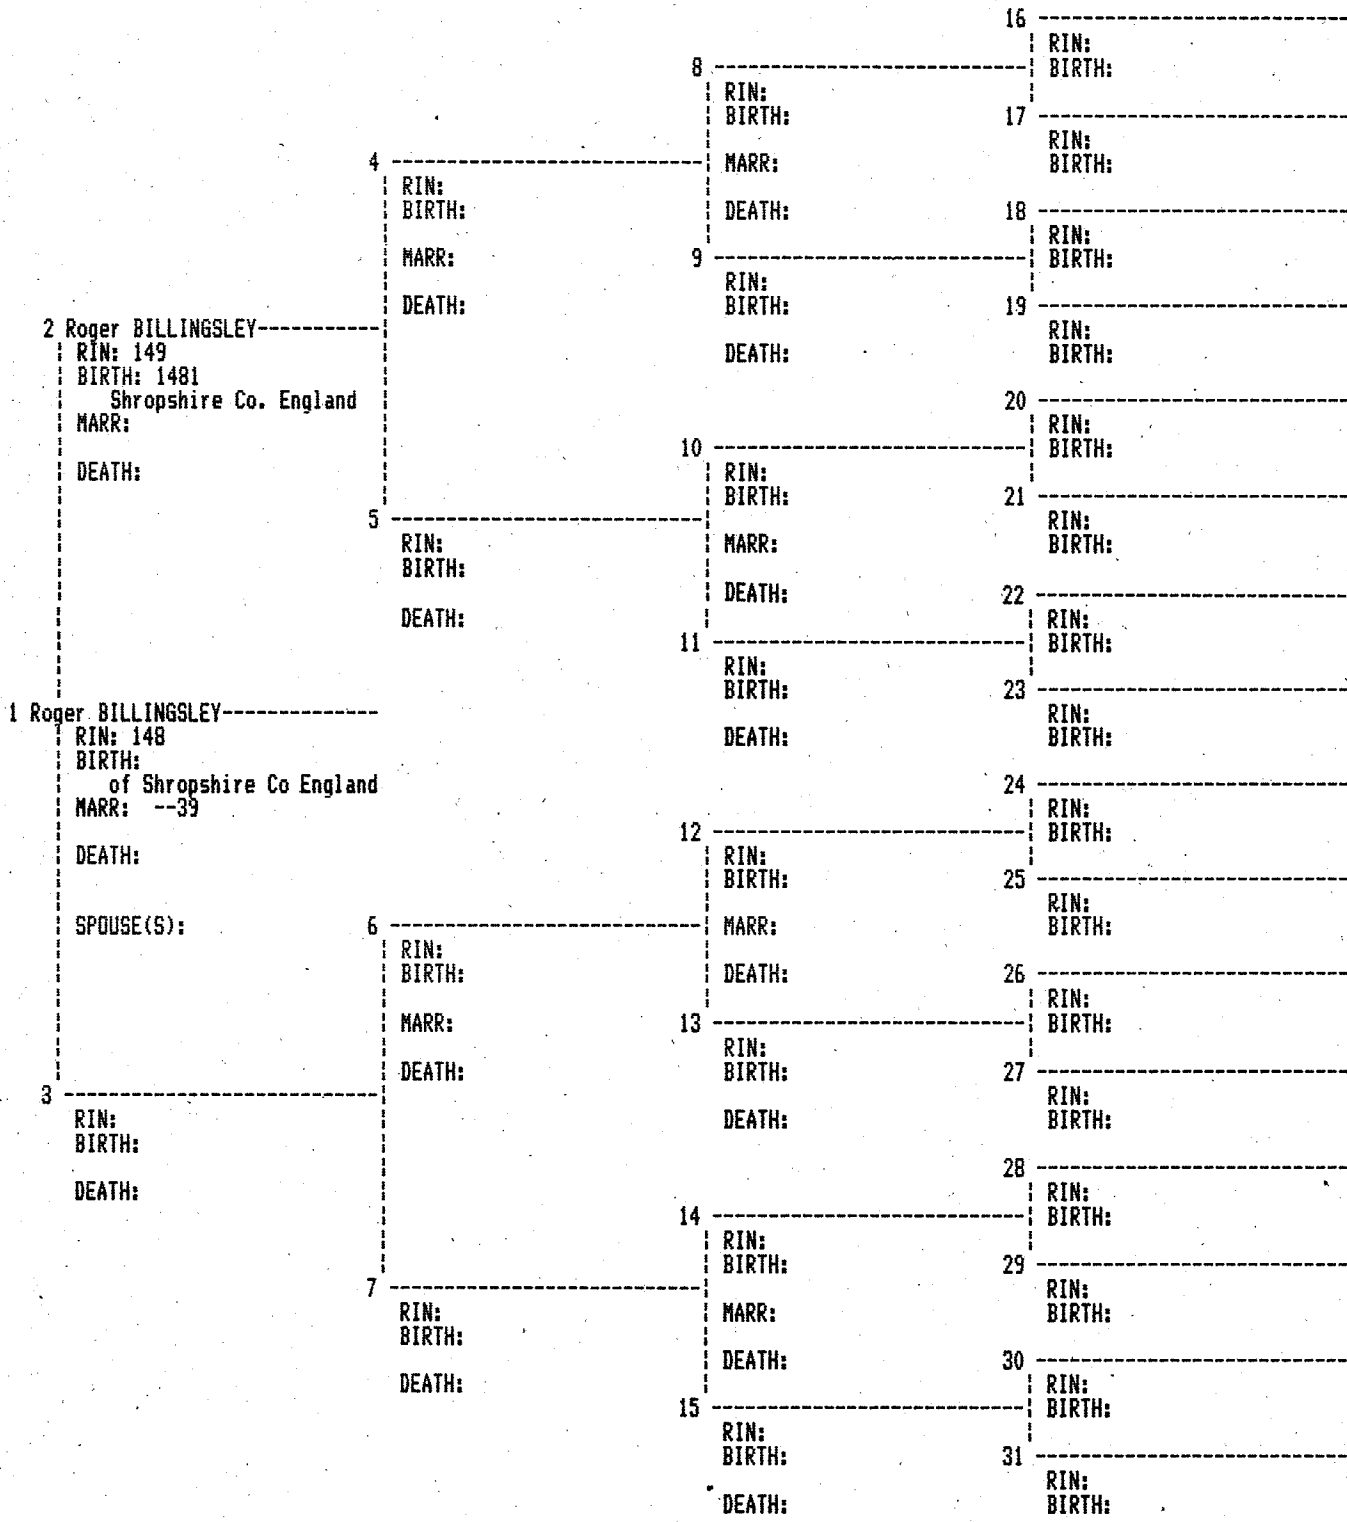 16
RIN:
BIRTH:
8
RIN:
BIRTH:
MARR:
DEATH:
17
RIN:
BIRTH:
4
RIN:
BIRTH:
MARR:
DEATH:
18
RIN:
BIRTH:
9
RIN:
BIRTH:
DEATH:
19
RIN:
BIRTH:
2 Roger BILLINGSLEY
RIN: 149
BIRTH: 1481
Shropshire Co. England
MARR:
DEATH:
20
RIN:
BIRTH:
10
RIN:
BIRTH:
MARR:
DEATH:
21
RIN:
BIRTH:
5
RIN:
BIRTH:
DEATH:
22
RIN:
BIRTH:
11
RIN:
BIRTH:
DEATH:
23
RIN:
BIRTH:
1 Roger BILLINGSLEY
RIN: 148
BIRTH:
of Shropshire Co England
MARR: --39
DEATH:
SPOUSE(S):
24
RIN:
BIRTH:
12
RIN:
BIRTH:
MARR:
DEATH:
25
RIN:
BIRTH:
6
RIN:
BIRTH:
MARR:
DEATH:
26
RIN:
BIRTH:
13
RIN:
BIRTH:
DEATH:
27
RIN:
BIRTH:
3
RIN:
BIRTH:
DEATH:
28
RIN:
BIRTH:
14
RIN:
BIRTH:
MARR:
DEATH:
29
RIN:
BIRTH:
7
RIN:
BIRTH:
DEATH:
30
RIN:
BIRTH:
15
RIN:
BIRTH:
DEATH:
31
RIN:
BIRTH: